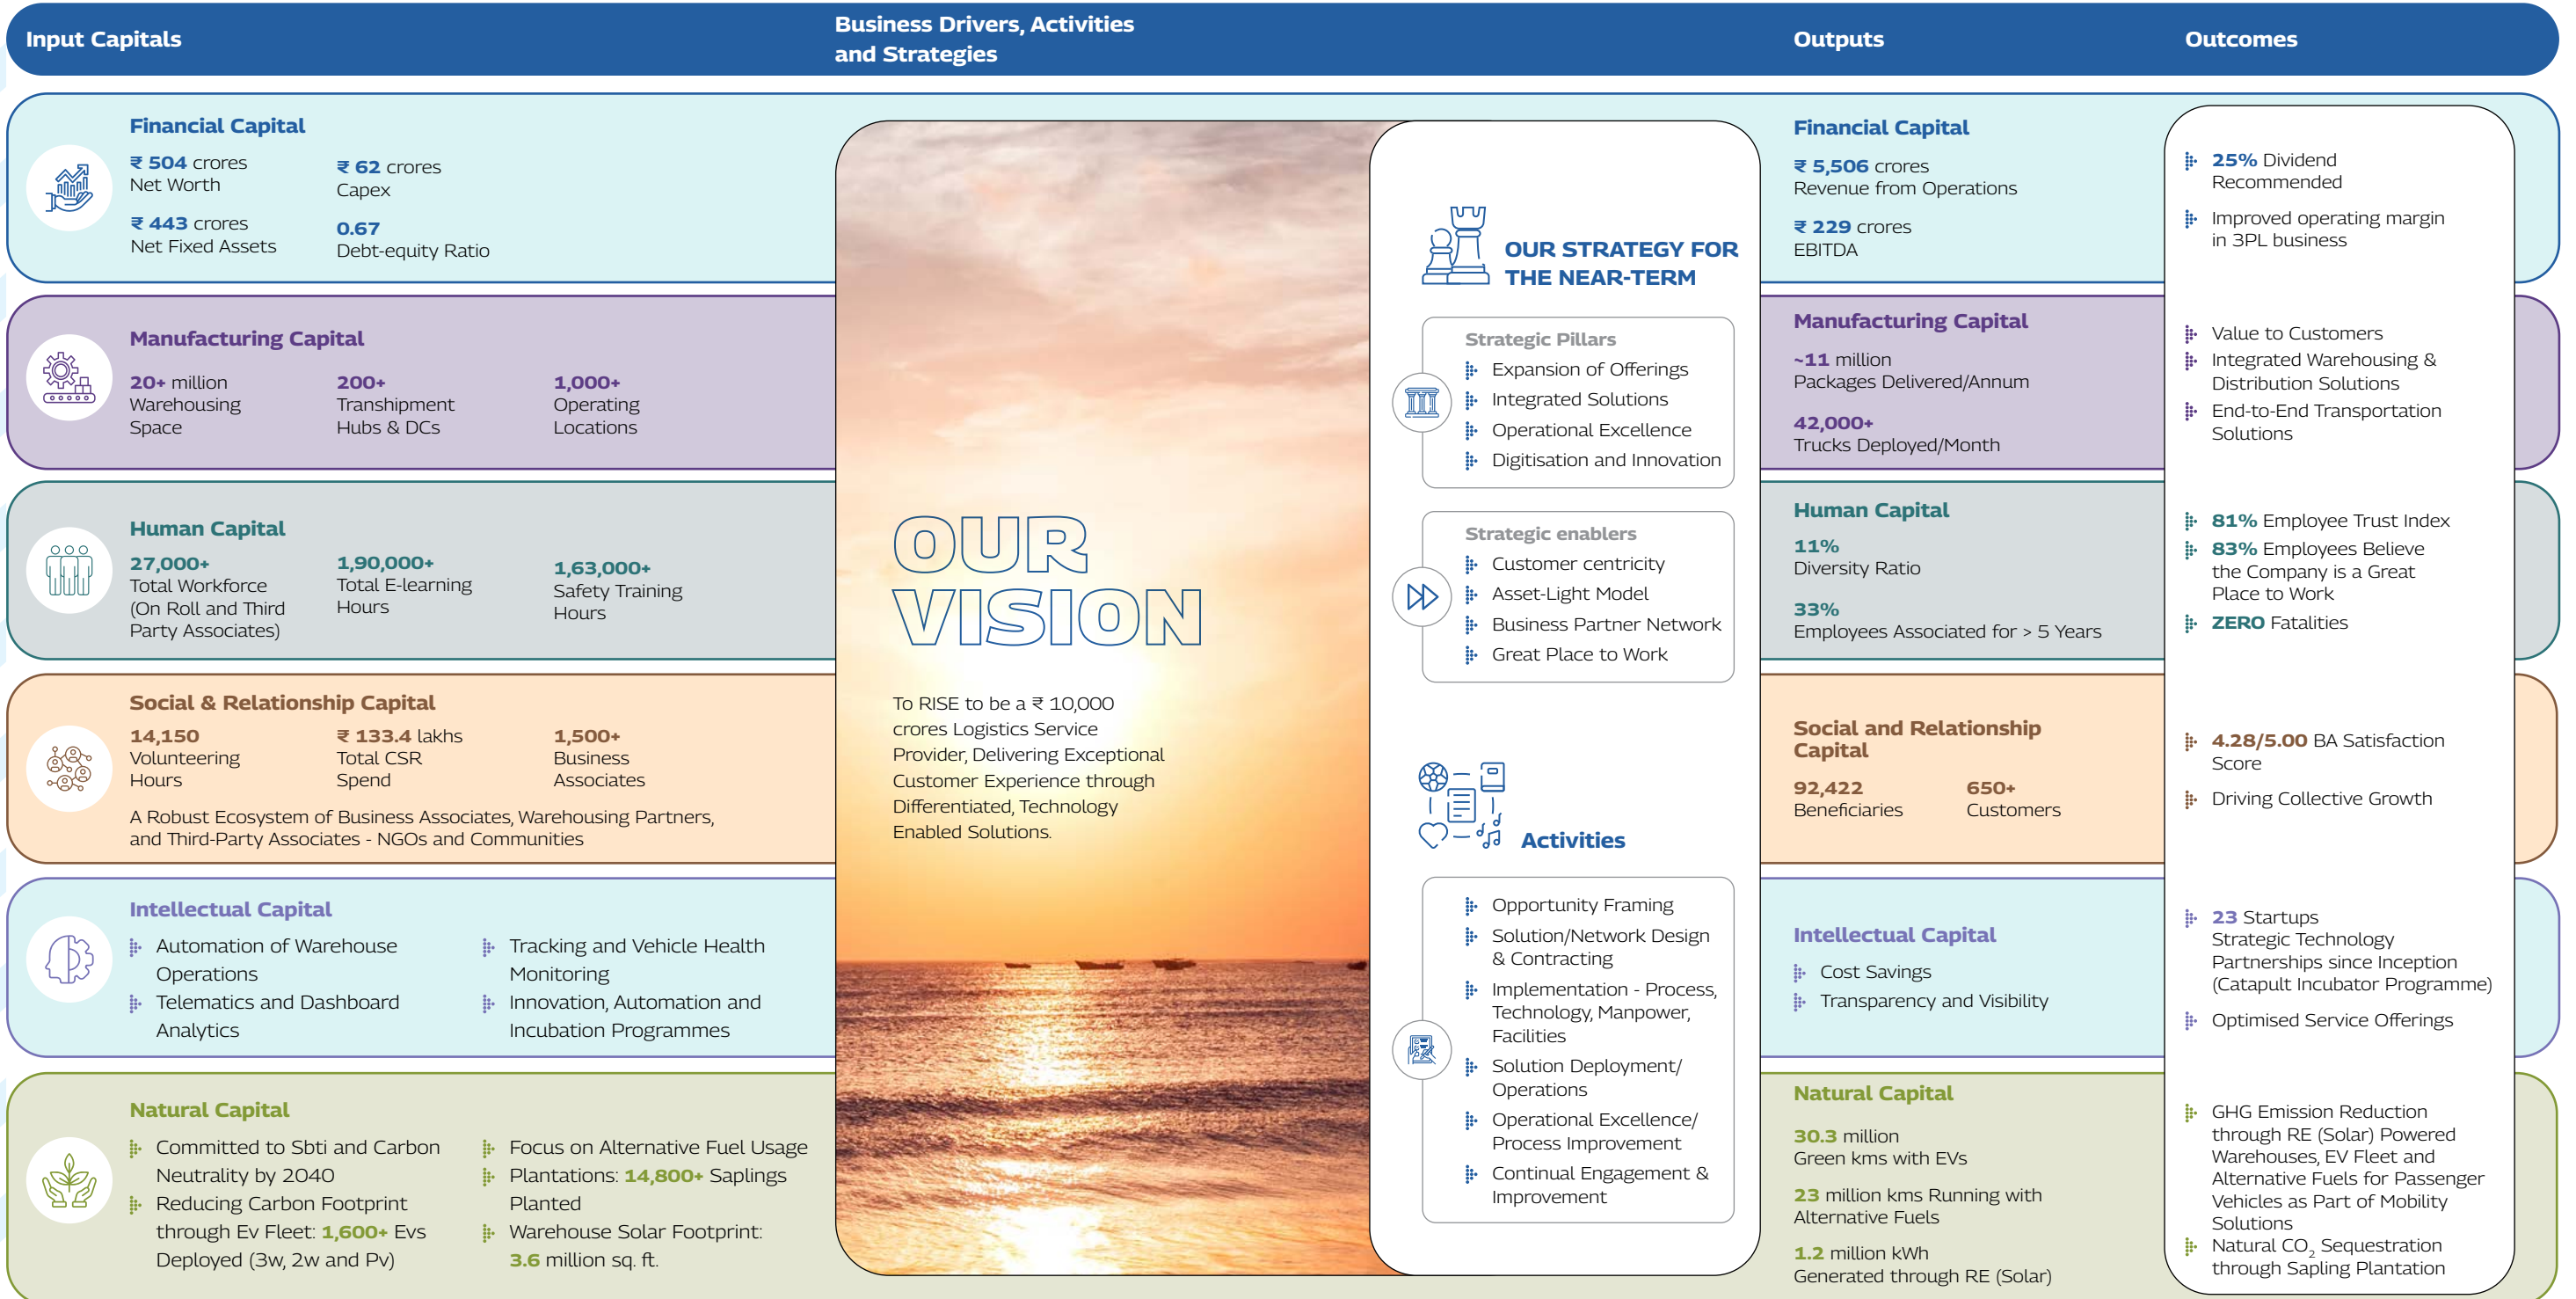 Input Capitals
Business Drivers, Activities
and Strategies
Outputs
Outcomes
Financial Capital
₹ 504 crores
Net Worth
₹ 62 crores
Capex
₹ 443 crores
Net Fixed Assets
0.67
Debt-equity Ratio
Manufacturing Capital
20+ million
Warehousing
Space
200+
Transhipment
Hubs & DCs
1,000+
Operating
Locations
Human Capital
27,000+
Total Workforce
(On Roll and Third
Party Associates)
1,90,000+
Total E-learning
Hours
1,63,000+
Safety Training
Hours
Social & Relationship Capital
14,150
Volunteering
Hours
₹ 133.4 lakhs
Total CSR
Spend
1,500+
Business
Associates
A Robust Ecosystem of Business Associates, Warehousing Partners,
and Third-Party Associates - NGOs and Communities
Intellectual Capital
Automation of Warehouse
Operations
Telematics and Dashboard
Analytics
Tracking and Vehicle Health
Monitoring
Innovation, Automation and
Incubation Programmes
Natural Capital
Committed to Sbti and Carbon
Neutrality by 2040
Reducing Carbon Footprint
through Ev Fleet: 1,600+ Evs
Deployed (3w, 2w and Pv)
Focus on Alternative Fuel Usage
Plantations: 14,800+ Saplings
Planted
Warehouse Solar Footprint:
3.6 million sq. ft.
OUR
VISION
To RISE to be a ₹ 10,000
crores Logistics Service
Provider, Delivering Exceptional
Customer Experience through
Differentiated, Technology
Enabled Solutions.
OUR STRATEGY FOR
THE NEAR-TERM
Strategic Pillars
Expansion of Offerings
Integrated Solutions
Operational Excellence
Digitisation and Innovation
Strategic enablers
Customer centricity
Asset-Light Model
Business Partner Network
Great Place to Work
Activities
Opportunity Framing
Solution/Network Design
& Contracting
Implementation - Process,
Technology, Manpower,
Facilities
Solution Deployment/
Operations
Operational Excellence/
Process Improvement
Continual Engagement &
Improvement
Financial Capital
₹ 5,506 crores
Revenue from Operations
₹ 229 crores
EBITDA
Manufacturing Capital
~11 million
Packages Delivered/Annum
42,000+
Trucks Deployed/Month
Human Capital
11%
Diversity Ratio
33%
Employees Associated for > 5 Years
Social and Relationship
Capital
92,422
Beneficiaries
650+
Customers
Intellectual Capital
Cost Savings
Transparency and Visibility
Natural Capital
30.3 million
Green kms with EVs
23 million kms Running with
Alternative Fuels
1.2 million kWh
Generated through RE (Solar)
25% Dividend
Recommended
Improved operating margin
in 3PL business
Value to Customers
Integrated Warehousing &
Distribution Solutions
End-to-End Transportation
Solutions
81% Employee Trust Index
83% Employees Believe
the Company is a Great
Place to Work
ZERO Fatalities
4.28/5.00 BA Satisfaction
Score
Driving Collective Growth
23 Startups
Strategic Technology
Partnerships since Inception
(Catapult Incubator Programme)
Optimised Service Offerings
GHG Emission Reduction
through RE (Solar) Powered
Warehouses, EV Fleet and
Alternative Fuels for Passenger
Vehicles as Part of Mobility
Solutions
Natural CO₂ Sequestration
through Sapling Plantation